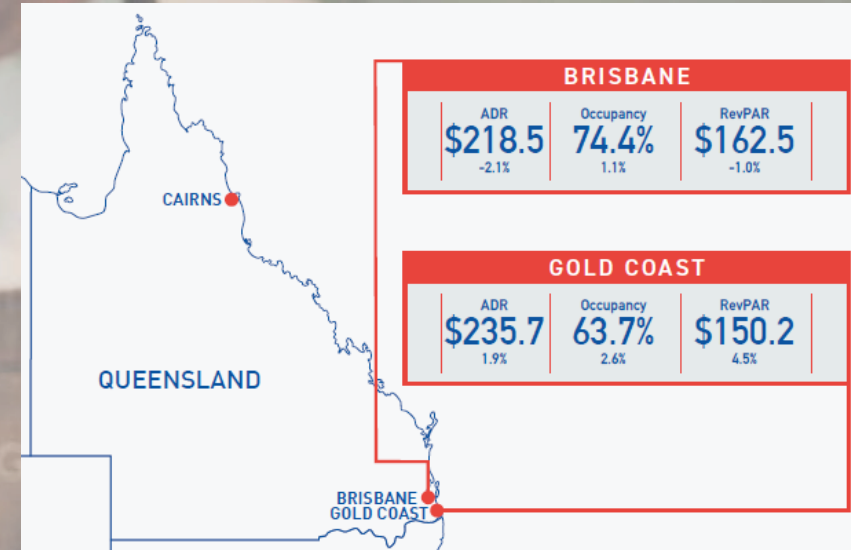 BRISBANE
ADR Occupancy RevPAR
$218.5 74.4% $162.5
-2.1% 1.1% -1.0%
CAIRNS
GOLD COAST
ADR Occupancy RevPAR
$235.7 63.7% $150.2
1.9% 2.6% 4.5%
QUEENSLAND
BRISBANE
GOLD COAST